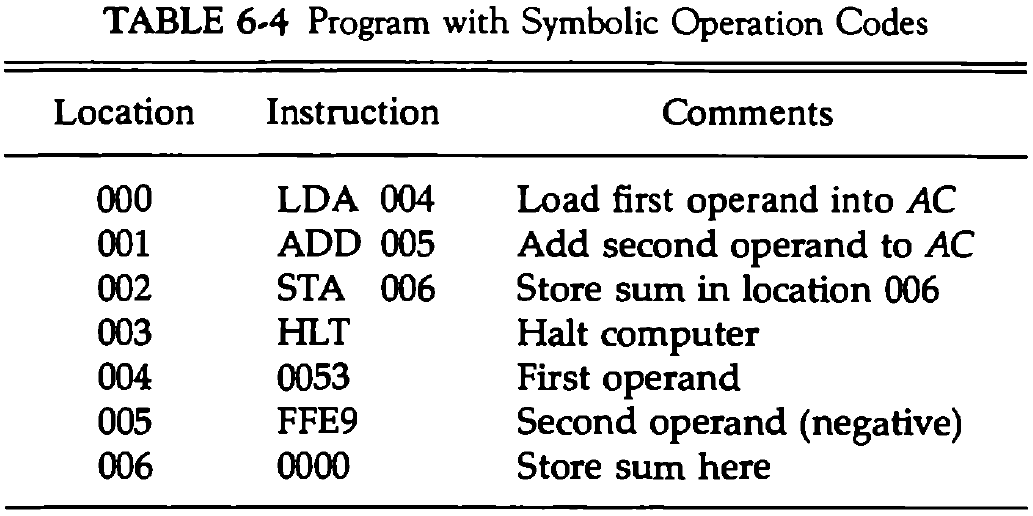 TABLE 6-4 Program with Symbolic Operation Codes
Location Instruction Comments
000 LDA 004 Load first operand into AC
001 ADD 005 Add second operand to AC
002 STA 006 Store sum in location 006
003 HLT Halt computer
004 0053 First operand
005 FFE9 Second operand (negative)
006 0000 Store sum here